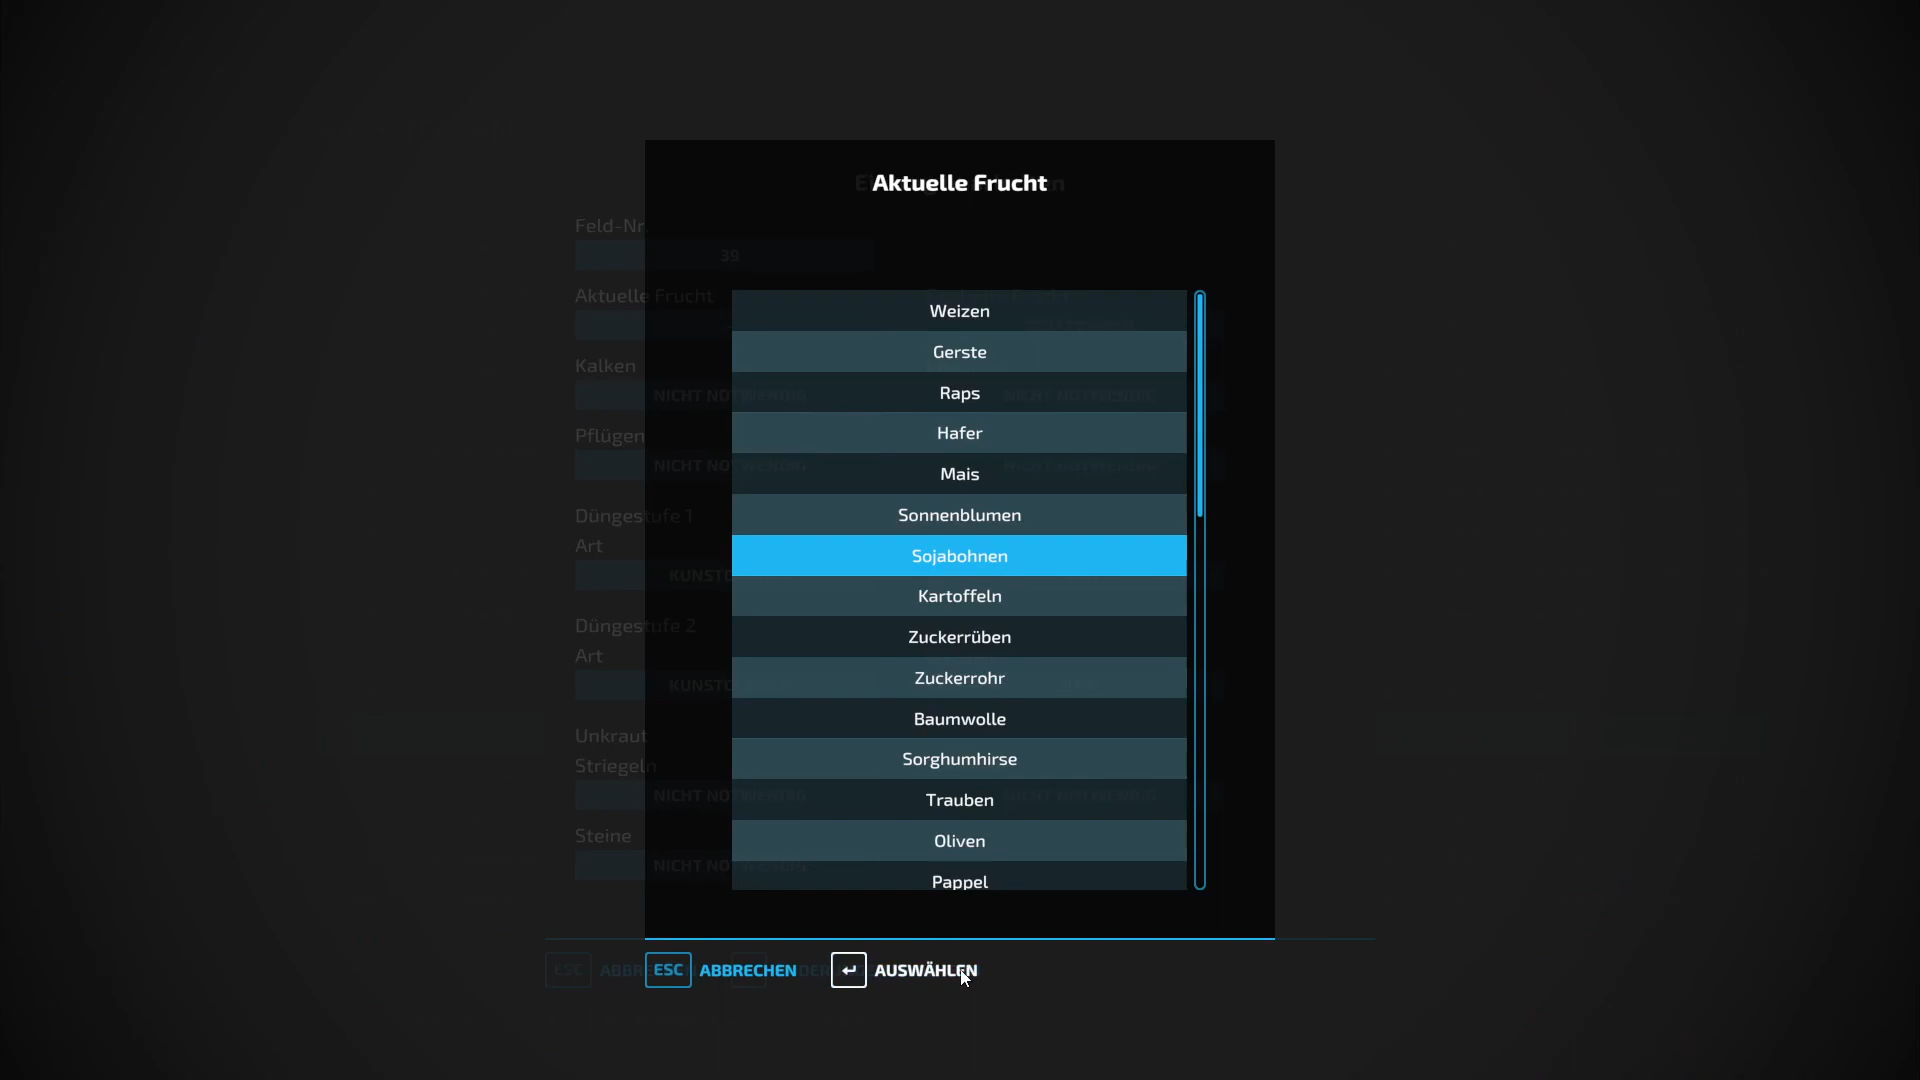 Aktuelle Frucht
Feld-Nr.
39
Aktuelle Frucht
Weizen
Gerste
Kalken
Raps
Hafer
Pflügen
Mais
Sonnenblumen
Düngestufe 1
Art
Sojabohnen
Kartoffeln
Düngestufe 2
Zuckerrüben
Art
Zuckerrohr
Baumwolle
Unkraut
Striegeln
Sorghumhirse
Trauben
Steine
Oliven
Pappel
ESC ABBRECHEN AUSWÄHLEN